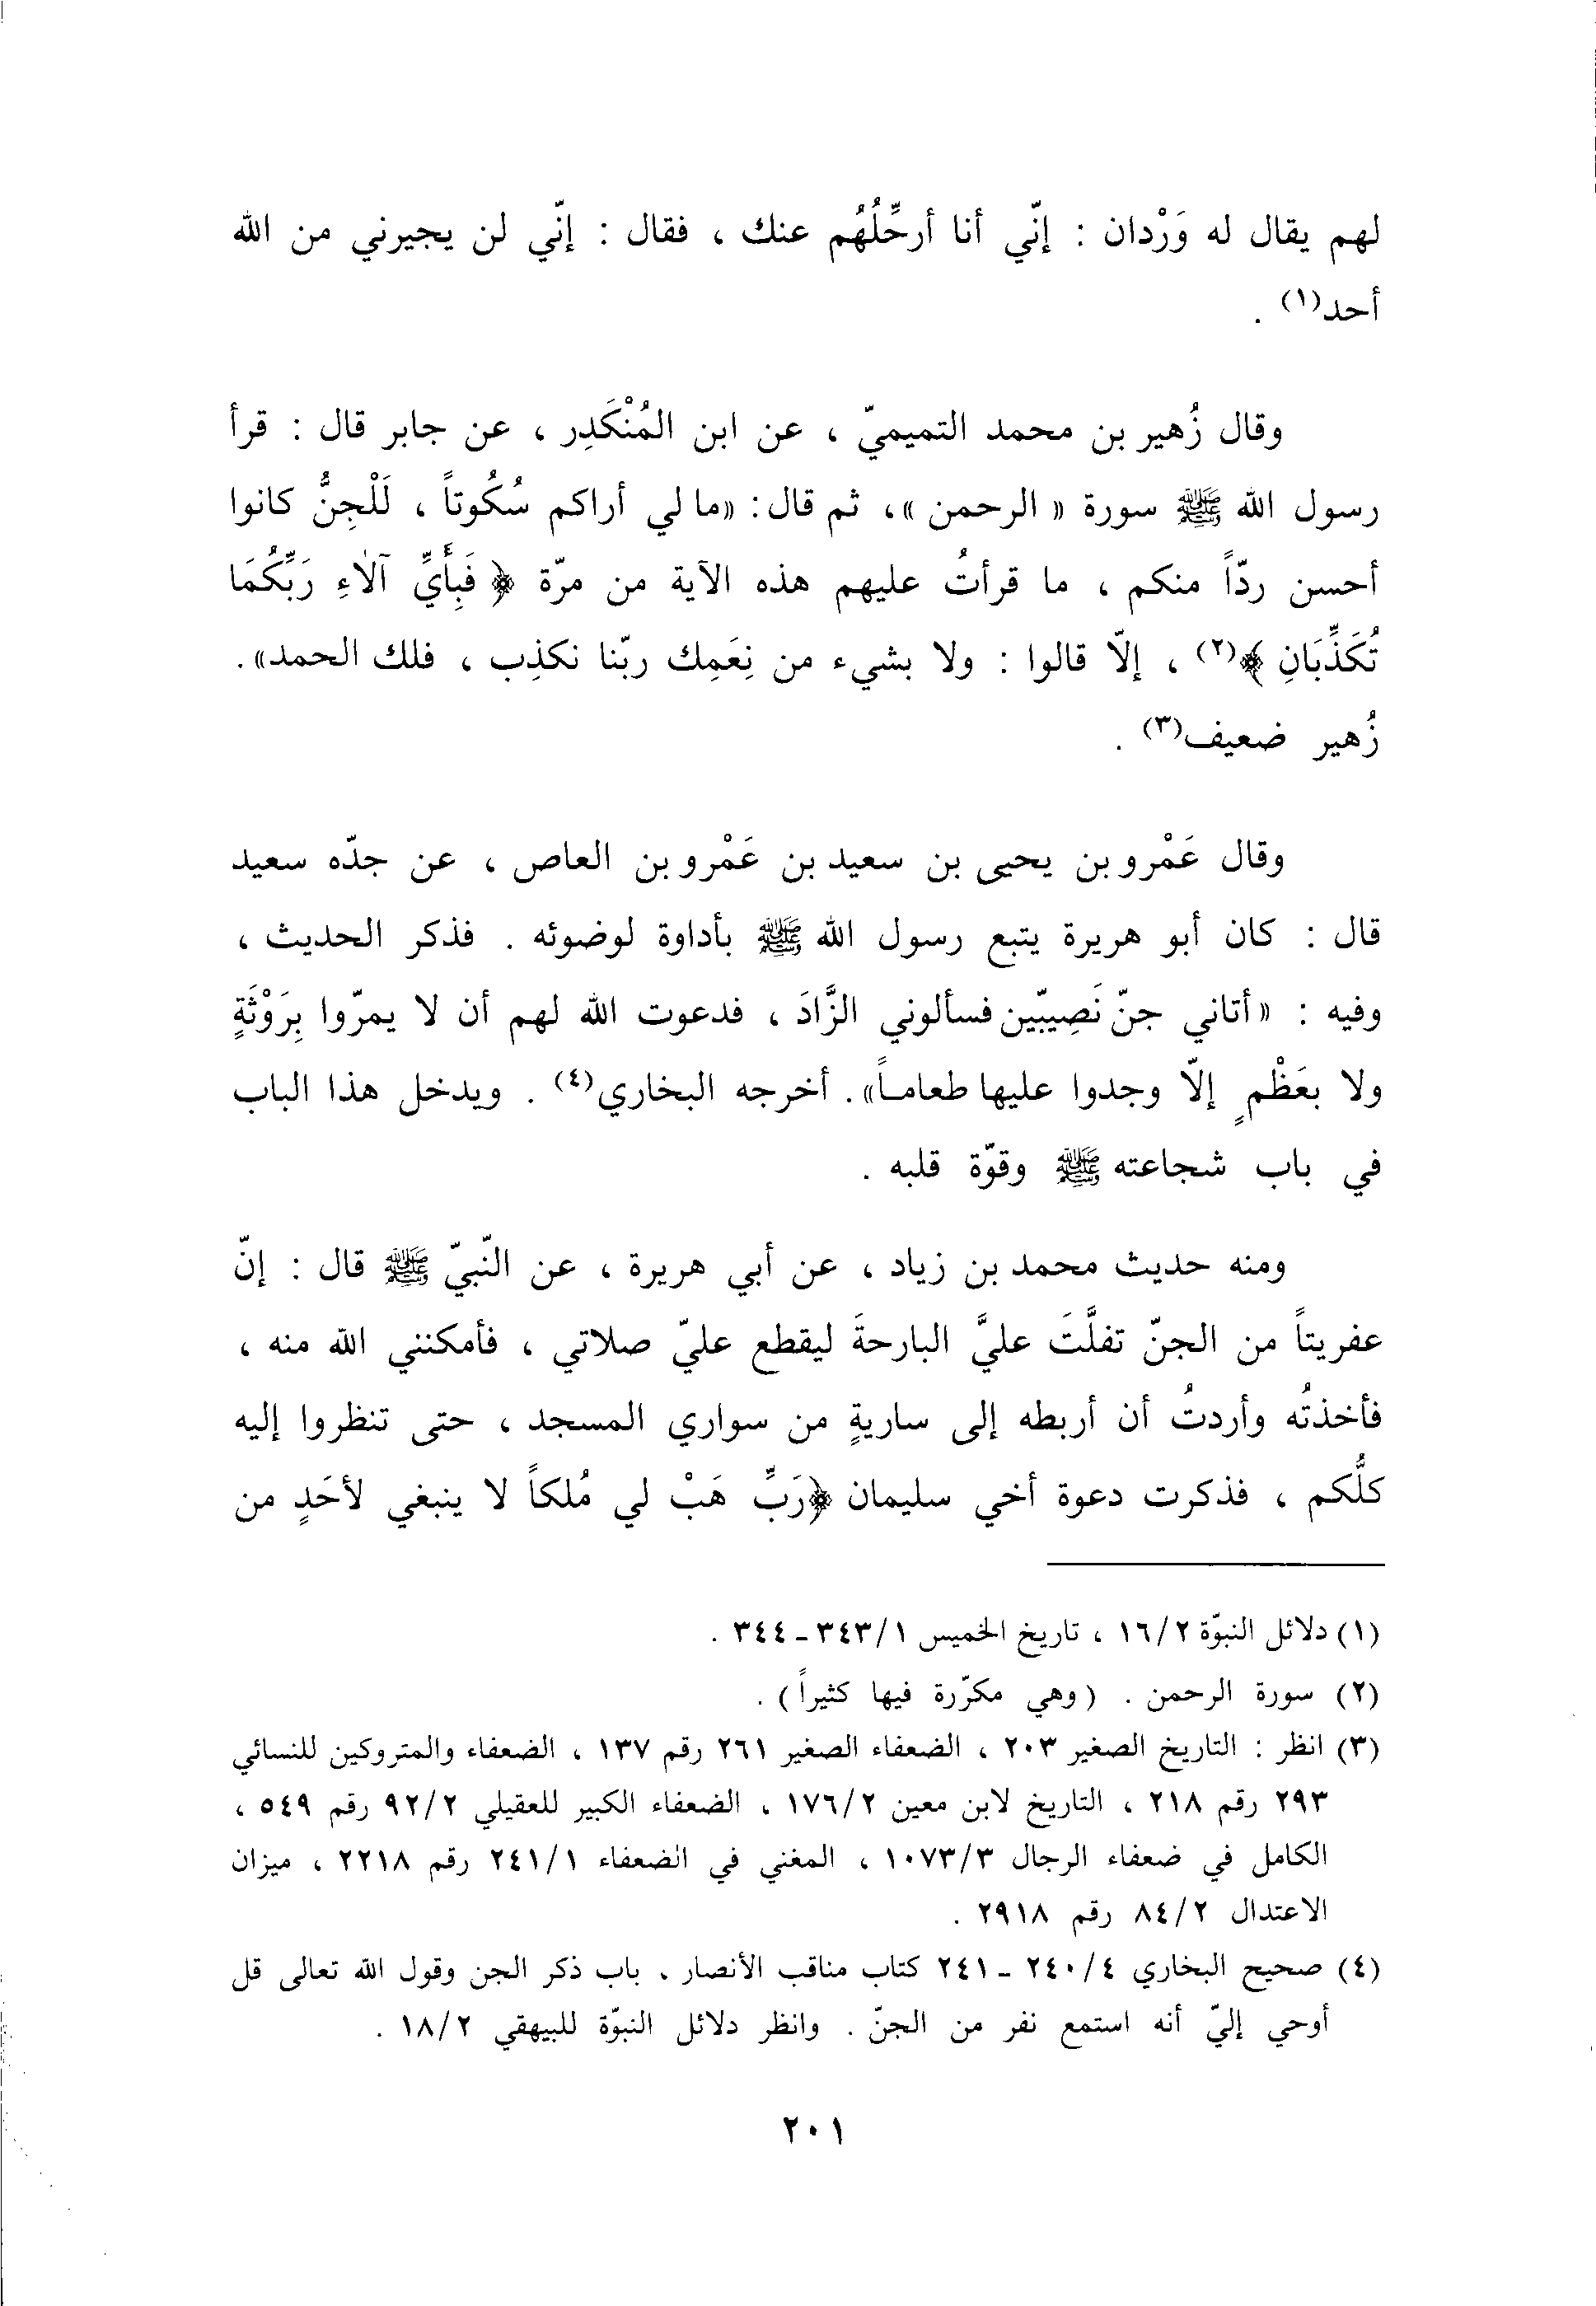 لهم يقال له وَرْدان : إنّي أنا أرحِّلُهُم عنك ، فقال : إنّي لن يجيرني من الله
أحد(١) .
وقال زُهير بن محمد التميميّ ، عن ابن المُنْكَدِر ، عن جابر قال : قرأ
رسول الله ﷺ سورة « الرحمن »، ثم قال: «ما لي أراكم سُكُوتاً ، لَلْجِنُّ كانوا
أحسن ردّاً منكم ، ما قرأتُ عليهم هذه الآية من مرّة ﴿ فَبِأَيِّ آلَاءِ رَبِّكُمَا
تُكَذِّبَانِ ﴾(٢) ، إلّا قالوا : ولا بشيء من نِعَمِك ربّنا نكذِب ، فلك الحمد».
زُهير ضعيف(٣) .
وقال عَمْرو بن يحيى بن سعيد بن عَمْرو بن العاص ، عن جدّه سعيد
قال : كان أبو هريرة يتبع رسول الله ﷺ بأداوة لوضوئه . فذكر الحديث ،
وفيه : «أتاني جنّ نَصِيبّين فسألوني الزَّادَ ، فدعوت الله لهم أن لا يمرّوا بِرَوْثَةٍ
ولا بعَظْمٍ إلّا وجدوا عليها طعاماً». أخرجه البخاري(٤) . ويدخل هذا الباب
في باب شجاعته ﷺ وقوّة قلبه .
ومنه حديث محمد بن زياد ، عن أبي هريرة ، عن النّبيّ ﷺ قال : إنّ
عفريتاً من الجنّ تفلَّتَ عليَّ البارحةَ ليقطع عليّ صلاتي ، فأمكنني الله منه ،
فأخذتُه وأردتُ أن أربطه إلى ساريةٍ من سواري المسجد ، حتى تنظروا إليه
كلُّكم ، فذكرت دعوة أخي سليمان ﴿رَبِّ هَبْ لي مُلكاً لا ينبغي لأحَدٍ من
(١) دلائل النبوّة ١٦/٢ ، تاريخ الخميس ٣٤٣/١ ـ ٣٤٤ .
(٢) سورة الرحمن . (وهي مكرّرة فيها كثيراً) .
(٣) انظر : التاريخ الصغير ٢٠٣ ، الضعفاء الصغير ٢٦١ رقم ١٣٧ ، الضعفاء والمتروكين للنسائي
٢٩٣ رقم ٢١٨ ، التاريخ لابن معين ١٧٦/٢ ، الضعفاء الكبير للعقيلي ٩٢/٢ رقم ٥٤٩ ،
الكامل في ضعفاء الرجال ١٠٧٣/٣ ، المغني في الضعفاء ٢٤١/١ رقم ٢٢١٨ ، ميزان
الاعتدال ٨٤/٢ رقم ٢٩١٨ .
(٤) صحيح البخاري ٢٤٠/٤ ـ ٢٤١ كتاب مناقب الأنصار ، باب ذكر الجن وقول الله تعالى قل
أوحي إليّ أنه استمع نفر من الجنّ . وانظر دلائل النبوّة للبيهقي ١٨/٢ .
٢٠١